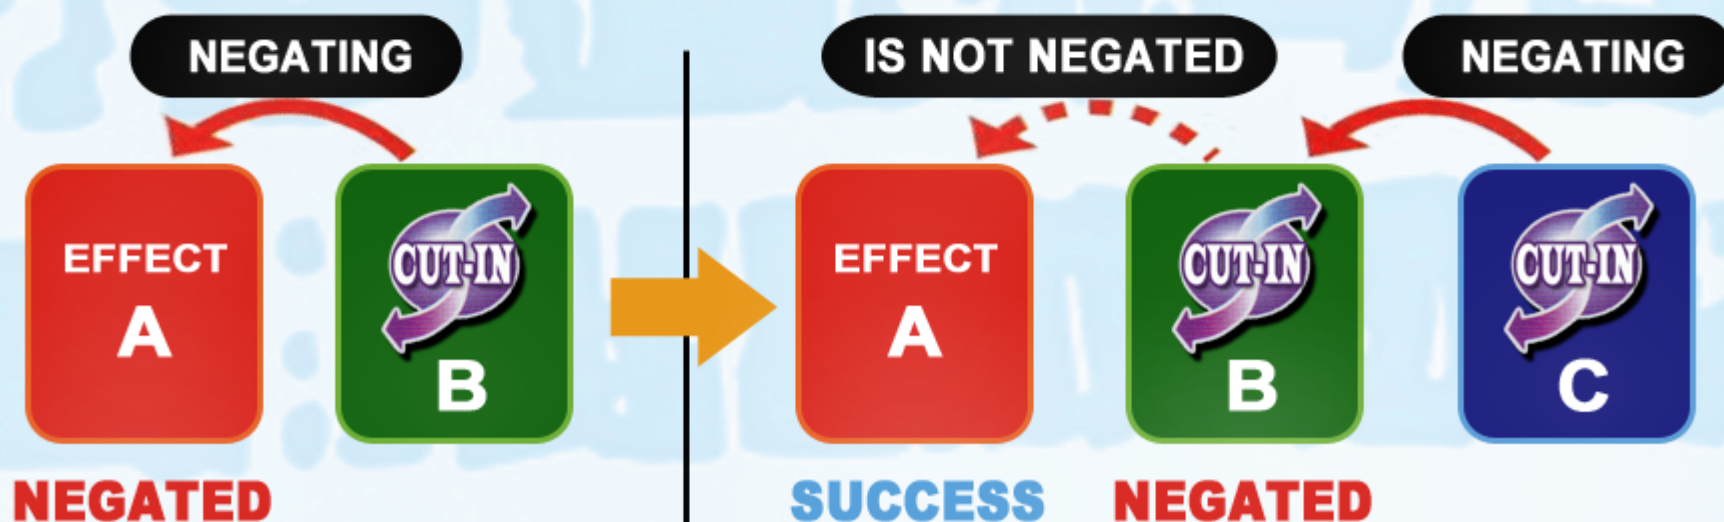 NEGATING
EFFECT
A
CUT-IN
B
NEGATED
IS NOT NEGATED
NEGATING
EFFECT
A
CUT-IN
B
CUT-IN
C
SUCCESS
NEGATED